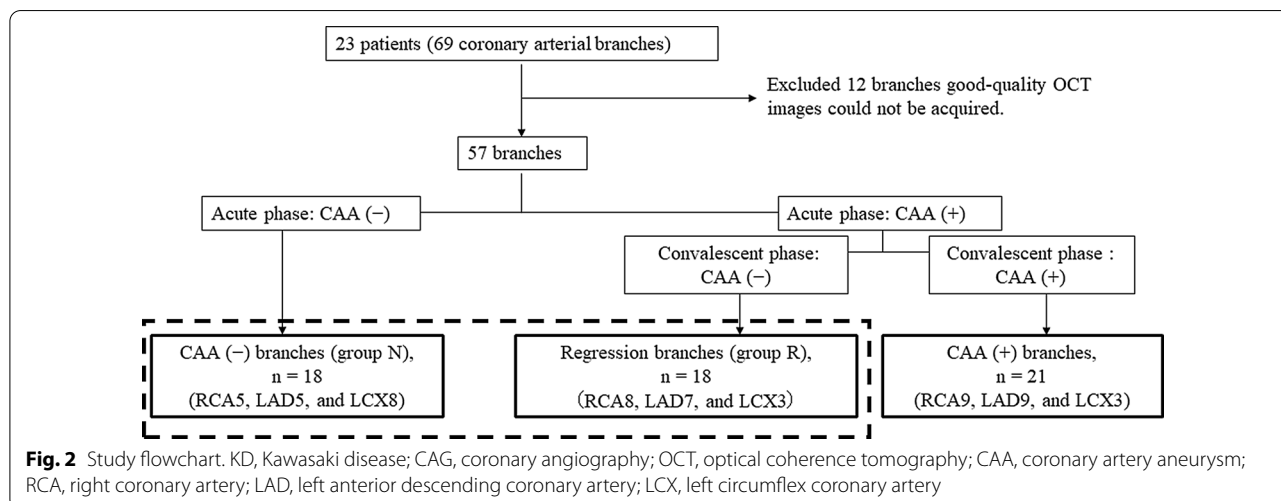 23 patients (69 coronary arterial branches)
Excluded 12 branches good-quality OCT
images could not be acquired.
57 branches
Acute phase: CAA (−)
Acute phase: CAA (+)
Convalescent phase:
CAA (−)
Convalescent phase :
CAA (+)
CAA (−) branches (group N),
n = 18
(RCA5, LAD5, and LCX8)
Regression branches (group R),
n = 18
(RCA8, LAD7, and LCX3)
CAA (+) branches,
n = 21
(RCA9, LAD9, and LCX3)
Fig. 2 Study flowchart. KD, Kawasaki disease; CAG, coronary angiography; OCT, optical coherence tomography; CAA, coronary artery aneurysm;
RCA, right coronary artery; LAD, left anterior descending coronary artery; LCX, left circumflex coronary artery